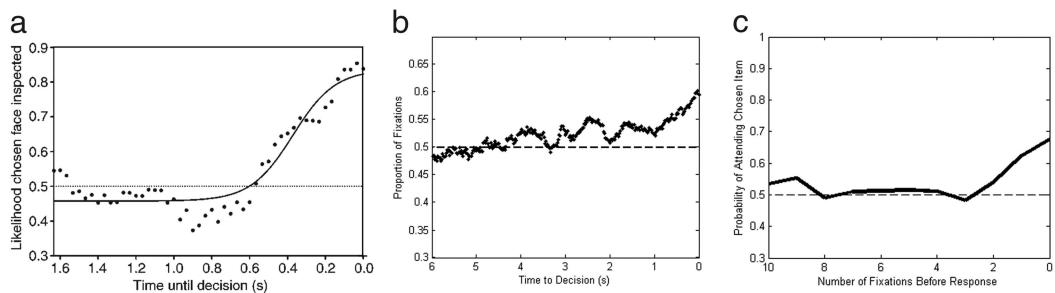 a
Likelihood chosen face inspected
0.9
0.8
0.7
0.6
0.5
0.4
0.3
1.6 1.4 1.2 1.0 0.8 0.6 0.4 0.2 0.0
Time until decision (s)
b
Proportion of Fixations
0.65
0.6
0.55
0.5
0.45
0.4
0.35
0.3
6 5 4 3 2 1 0
Time to Decision (s)
c
Probability of Attending Chosen Item
1
0.9
0.8
0.7
0.6
0.5
0.4
0.3
10 8 6 4 2 0
Number of Fixations Before Response